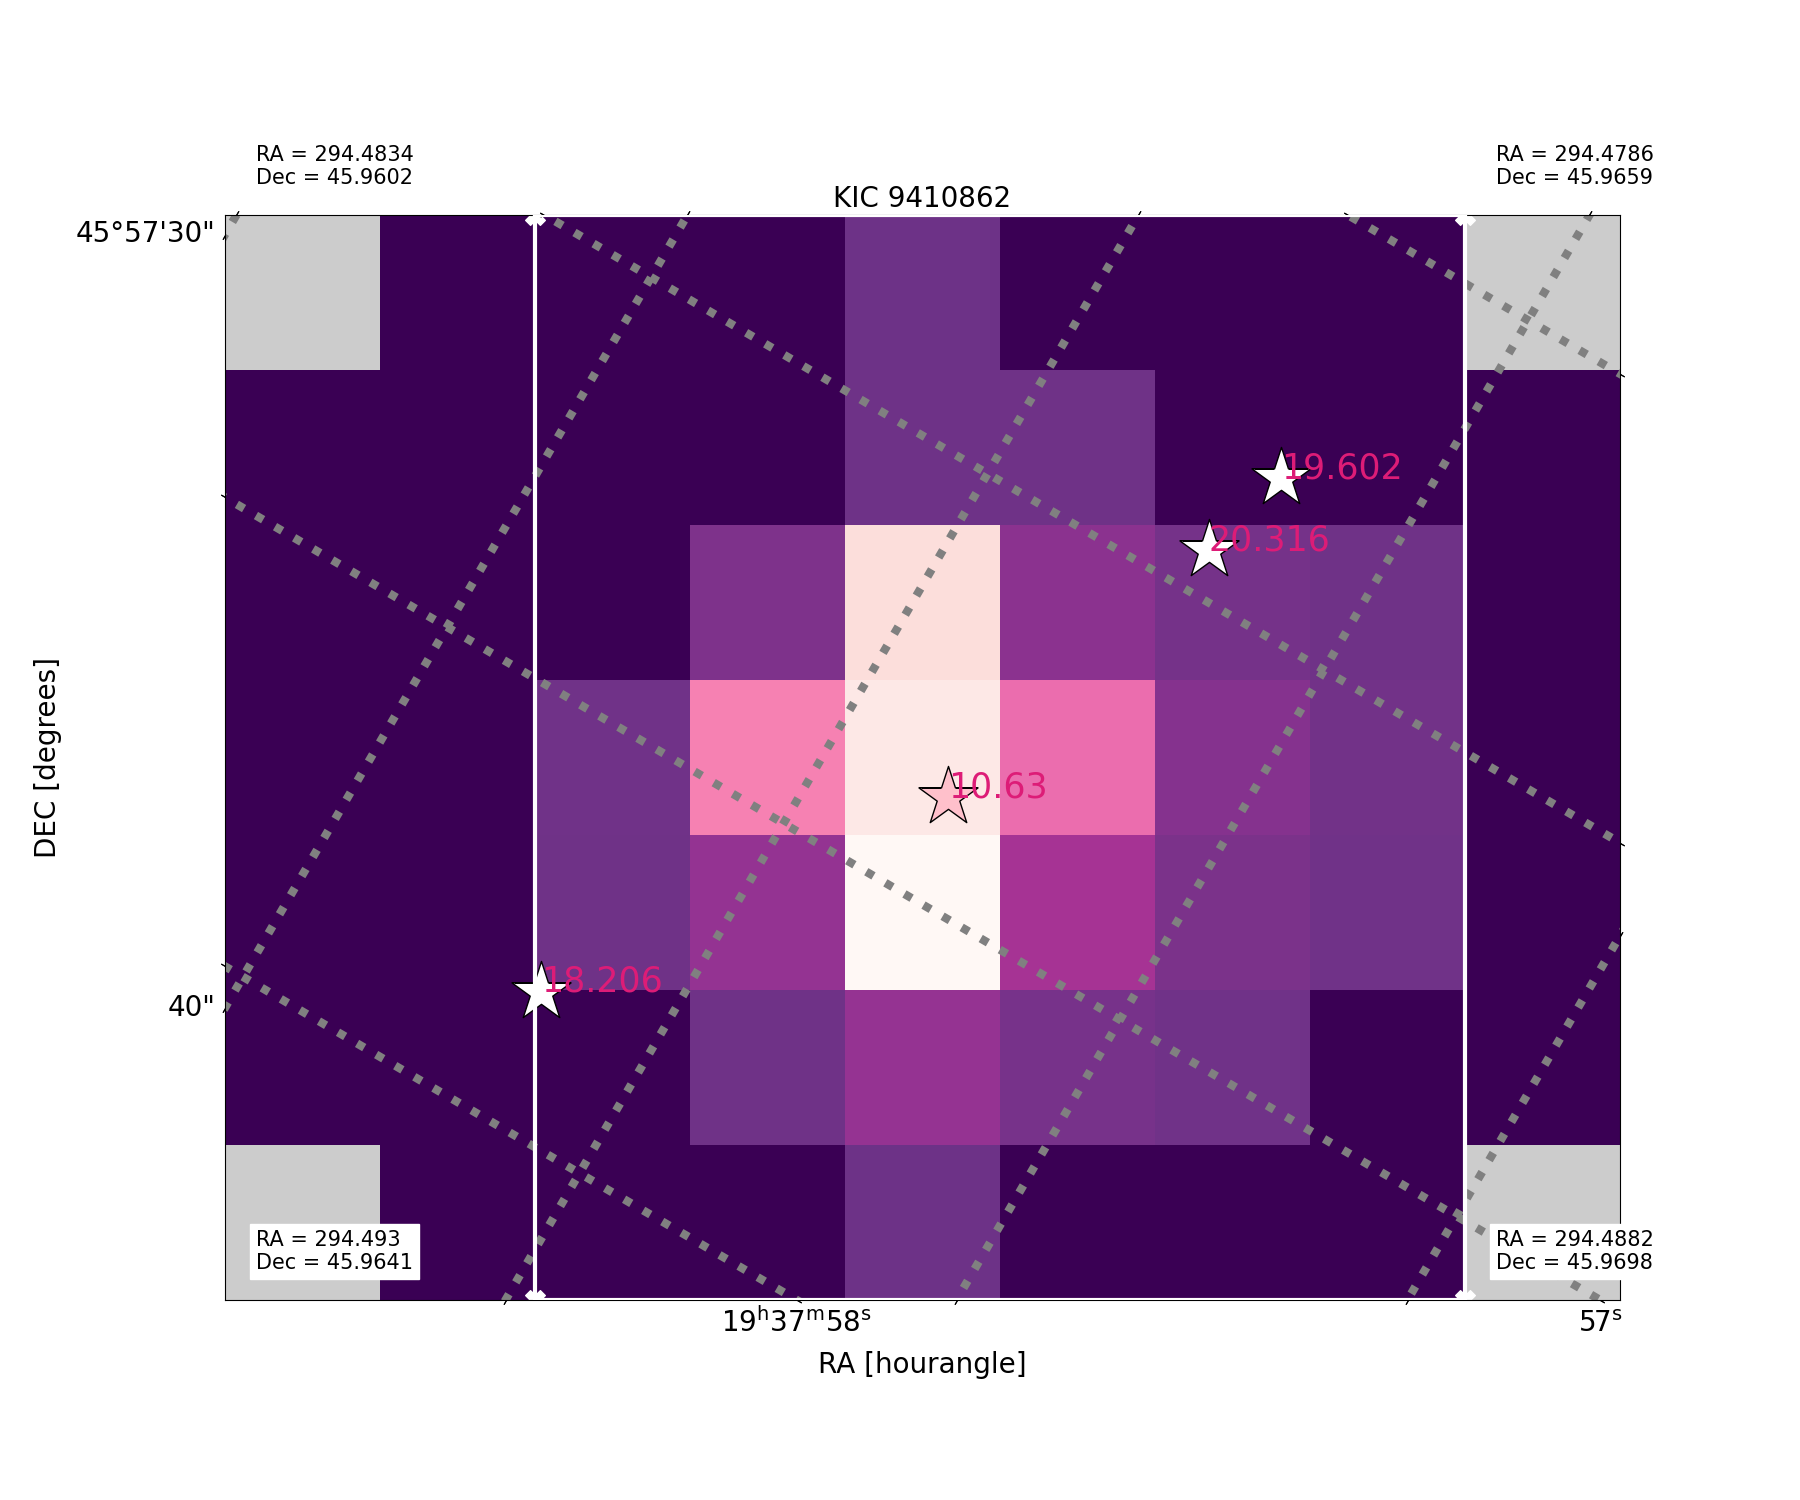 RA = 294.4834
Dec = 45.9602
RA = 294.4786
Dec = 45.9659
KIC 9410862
45°57'30"
19.602
20.316
DEC [degrees]
10.63
18.206
40"
RA = 294.493
Dec = 45.9641
RA = 294.4882
Dec = 45.9698
19ʰ37ᵐ58ˢ
57ˢ
RA [hourangle]